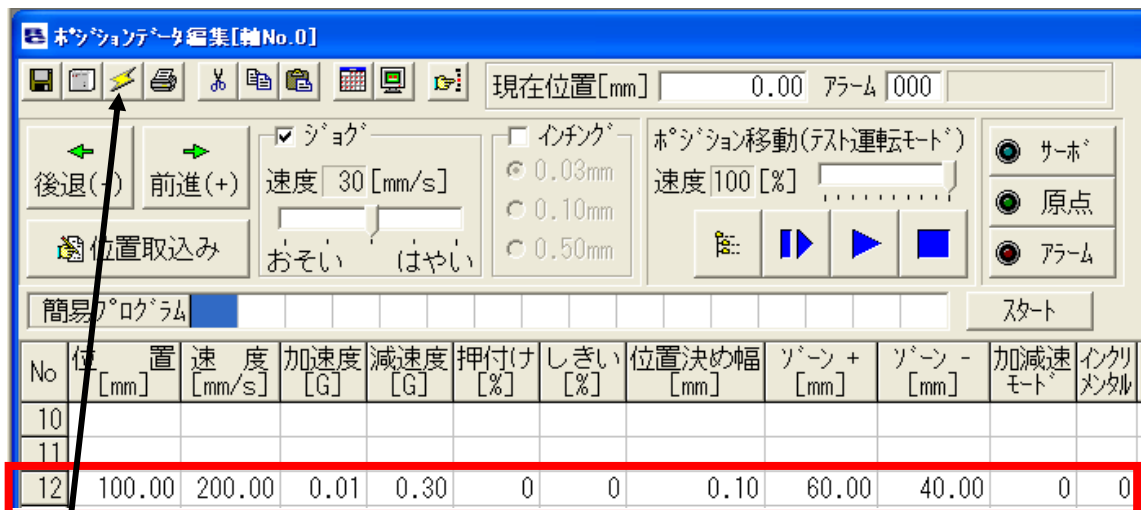 ﾎﾟｼﾞｼｮﾝﾃﾞｰﾀ編集[軸No.0]
現在位置[mm] 0.00 ｱﾗｰﾑ 000
後退(-) 前進(+)
位置取込み
ｼﾞｮｸﾞ
速度 30 [mm/s]
おそい はやい
ｲﾝﾁﾝｸﾞ
0.03mm
0.10mm
0.50mm
ﾎﾟｼﾞｼｮﾝ移動(ﾃｽﾄ運転ﾓｰﾄﾞ)
速度 100 [%]
ｻｰﾎﾞ
原点
ｱﾗｰﾑ
簡易ﾌﾟﾛｸﾞﾗﾑ ｽﾀｰﾄ
No 位 置 速 度 加速度 減速度 押付け しきい 位置決め幅 ｿﾞｰﾝ + ｿﾞｰﾝ - 加減速 ｲﾝｸﾘ
[mm] [mm/s] [G] [G] [%] [%] [mm] [mm] [mm] ﾓｰﾄﾞ ﾒﾝﾀﾙ
10
11
12 100.00 200.00 0.01 0.30 0 0 0.10 60.00 40.00 0 0